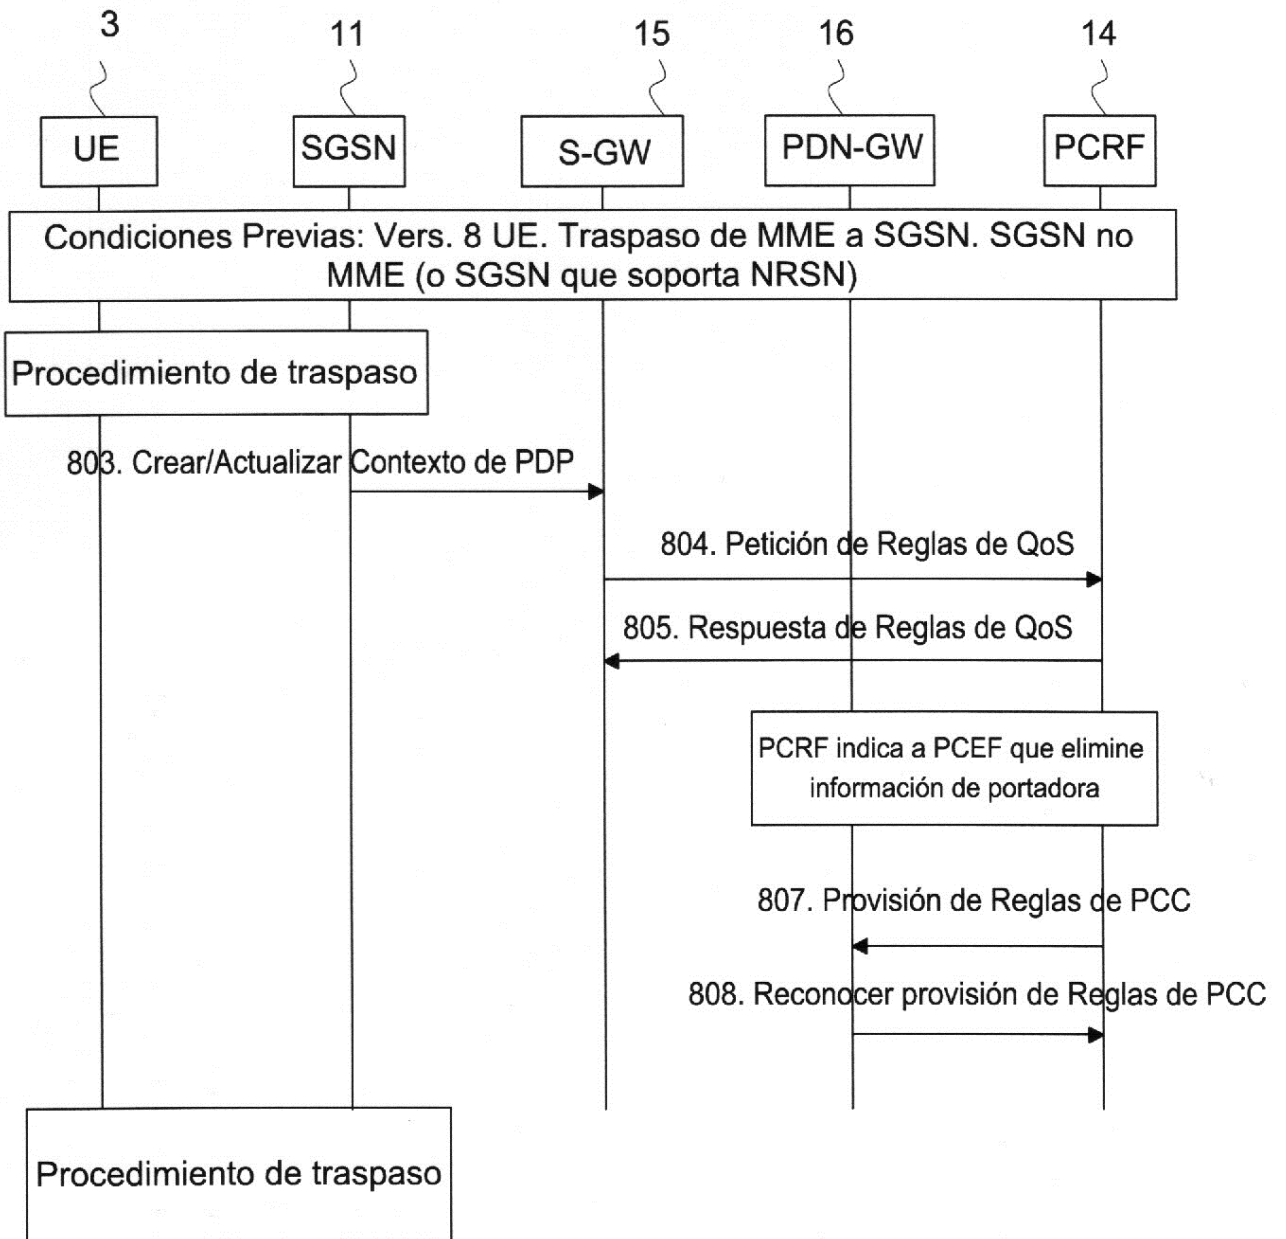 3
11
15
16
14
UE
SGSN
S-GW
PDN-GW
PCRF
Condiciones Previas: Vers. 8 UE. Traspaso de MME a SGSN. SGSN no
MME (o SGSN que soporta NRSN)
Procedimiento de traspaso
803. Crear/Actualizar Contexto de PDP
804. Petición de Reglas de QoS
805. Respuesta de Reglas de QoS
PCRF indica a PCEF que elimine
información de portadora
807. Provisión de Reglas de PCC
808. Reconocer provisión de Reglas de PCC
Procedimiento de traspaso